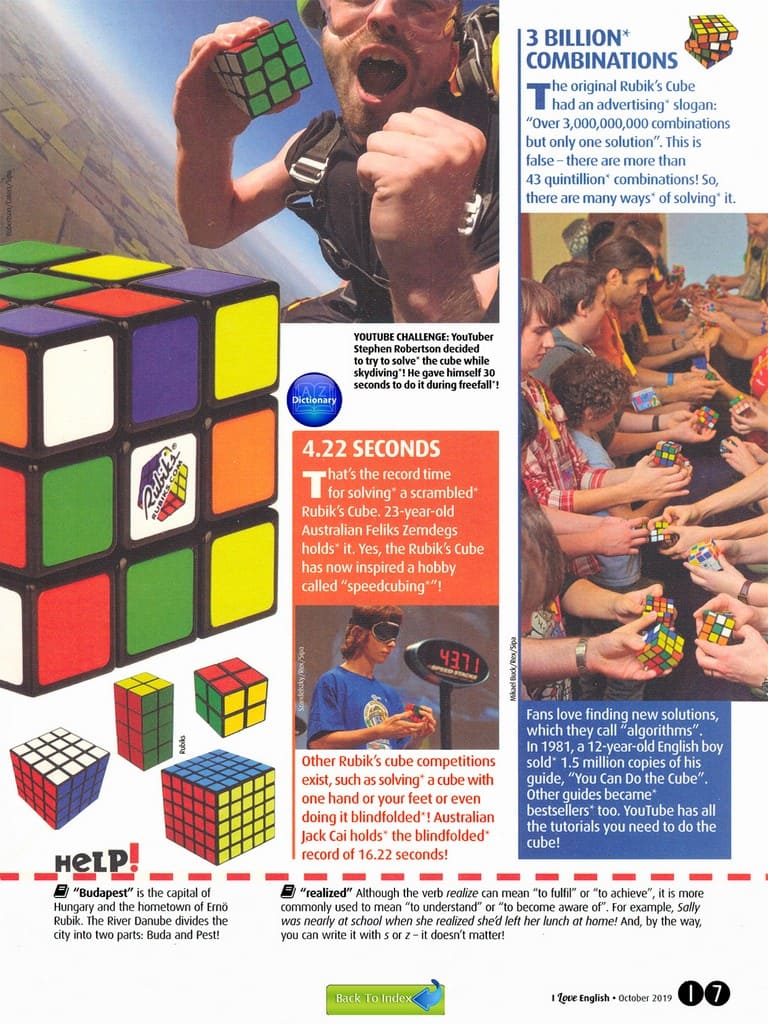 3 BILLION*
COMBINATIONS
The original Rubik's Cube
had an advertising* slogan:
"Over 3,000,000,000 combinations
but only one solution". This is
false – there are more than
43 quintillion* combinations! So,
there are many ways* of solving* it.
Robertson/Caters/Sipa
YOUTUBE CHALLENGE: YouTuber
Stephen Robertson decided
to try to solve* the cube while
skydiving*! He gave himself 30
seconds to do it during freefall*!
AZ
Dictionary
Rubik's
RUBIKS.COM
4.22 SECONDS
That's the record time
for solving* a scrambled*
Rubik's Cube. 23-year-old
Australian Feliks Zemdegs
holds* it. Yes, the Rubik's Cube
has now inspired a hobby
called "speedcubing*"!
4371
SPEED STACKS
Rubiks
Other Rubik's cube competitions
exist, such as solving* a cube with
one hand or your feet or even
doing it blindfolded*! Australian
Jack Cai holds* the blindfolded*
record of 16.22 seconds!
Mikael Buck/Rex/Sipa
Fans love finding new solutions,
which they call "algorithms".
In 1981, a 12-year-old English boy
sold* 1.5 million copies of his
guide, "You Can Do the Cube".
Other guides became*
bestsellers* too. YouTube has all
the tutorials you need to do the
cube!
HELP!
"Budapest" is the capital of
Hungary and the hometown of Ernö
Rubik. The River Danube divides the
city into two parts: Buda and Pest!
"realized" Although the verb realize can mean "to fulfil" or "to achieve", it is more
commonly used to mean "to understand" or "to become aware of". For example, Sally
was nearly at school when she realized she'd left her lunch at home! And, by the way,
you can write it with s or z – it doesn't matter!
Back To Index
I Love English • October 2019 17